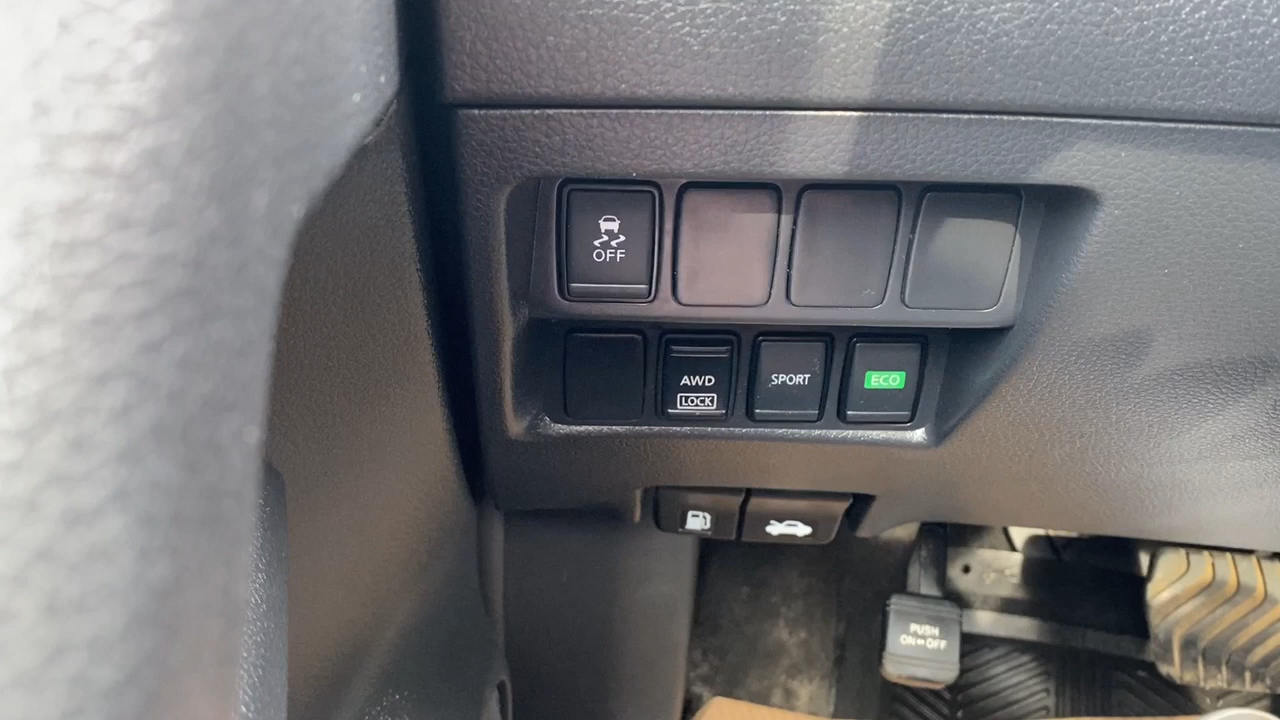 OFF
AWD
LOCK
SPORT
ECO
PUSH
ON↔OFF